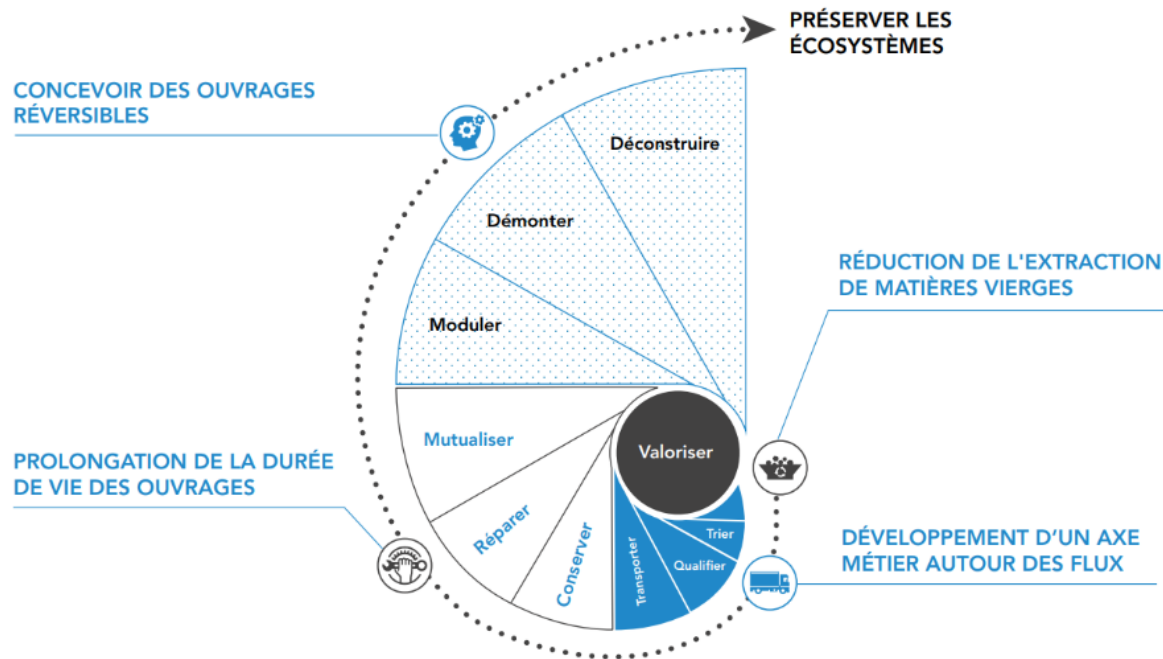 PRÉSERVER LES
ÉCOSYSTÈMES
CONCEVOIR DES OUVRAGES
RÉVERSIBLES
Déconstruire
Démonter
Moduler
RÉDUCTION DE L'EXTRACTION
DE MATIÈRES VIERGES
Mutualiser
Valoriser
PROLONGATION DE LA DURÉE
DE VIE DES OUVRAGES
Réparer
Conserver
Transporter
Qualifier
Trier
DÉVELOPPEMENT D’UN AXE
MÉTIER AUTOUR DES FLUX